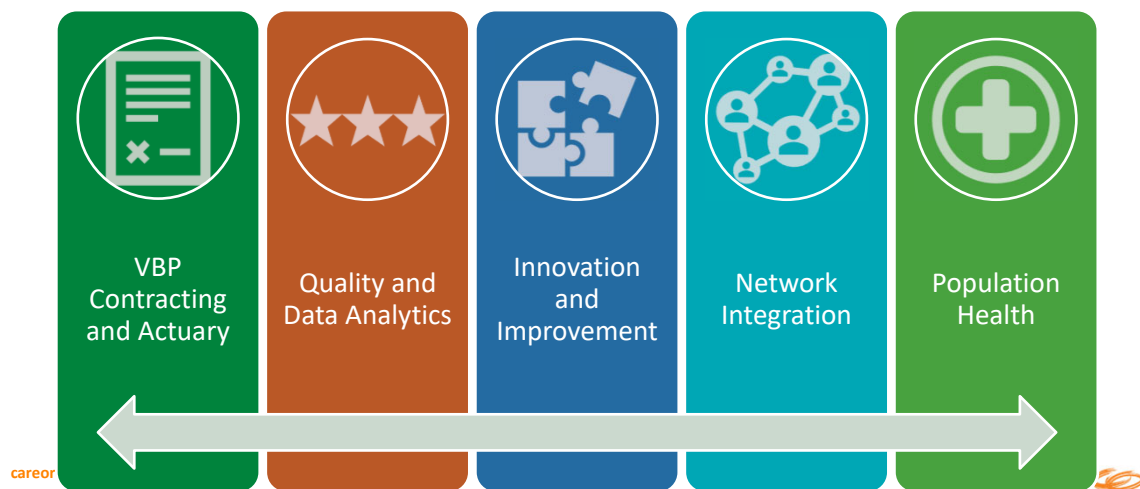 VBP
Contracting
and Actuary
Quality and
Data Analytics
Innovation
and
Improvement
Network
Integration
Population
Health
careor